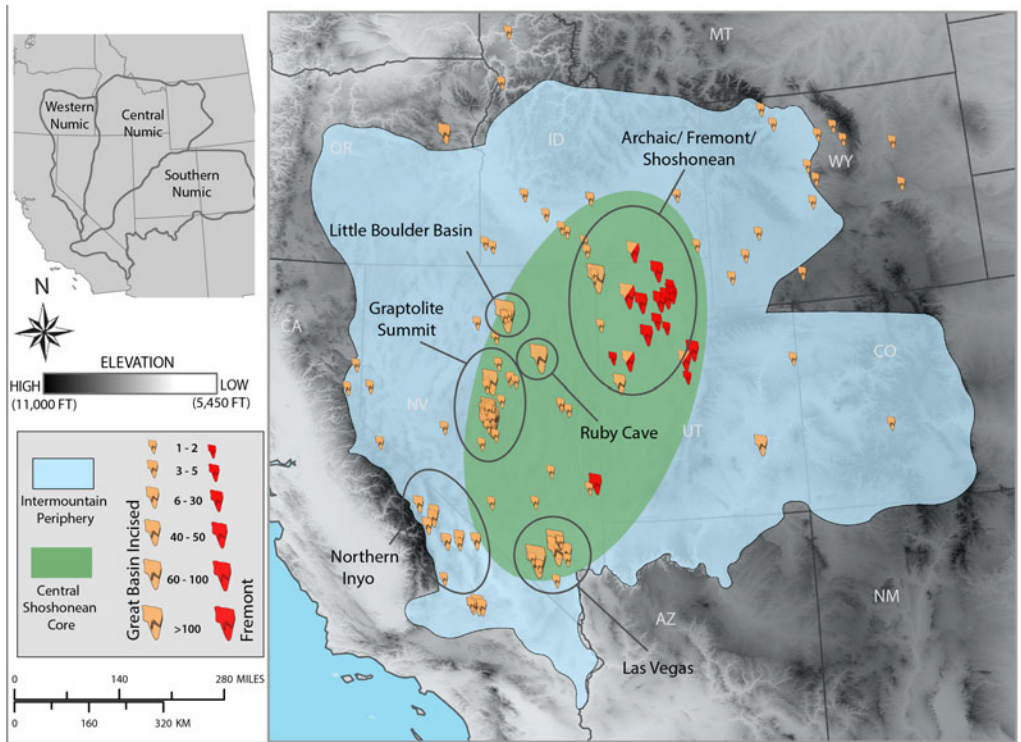 Western
Numic
Central
Numic
Southern
Numic
N
ELEVATION
HIGH
LOW
(11,000 FT)
(5,450 FT)
Intermountain
Periphery
Central
Shoshonean
Core
Great Basin Incised
1 - 2
3 - 5
6 - 30
40 - 50
60 - 100
>100
Fremont
0
140
280 MILES
0
160
320 KM
MT
OR
ID
WY
CA
NV
UT
CO
AZ
NM
Archaic/ Fremont/
Shoshonean
Little Boulder Basin
Graptolite
Summit
Ruby Cave
Northern
Inyo
Las Vegas